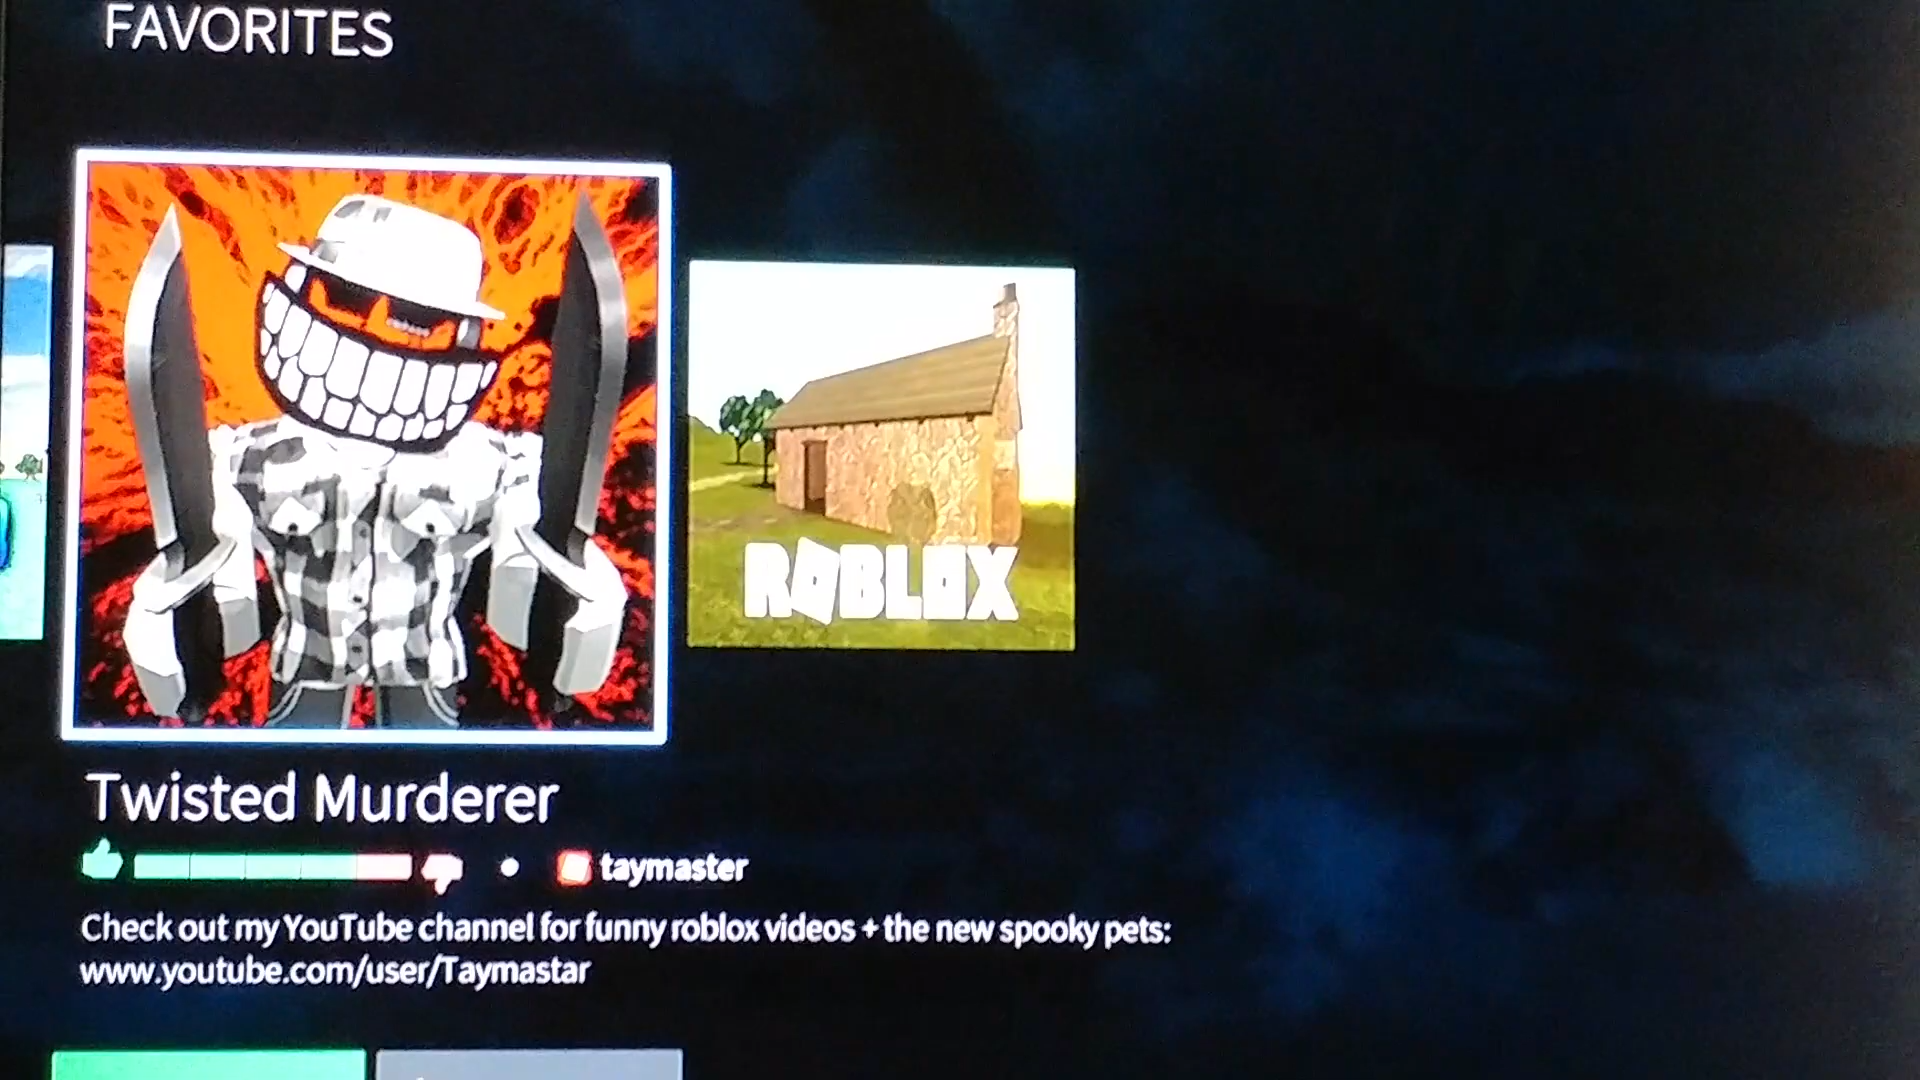 FAVORITES
ROBLOX
Twisted Murderer
taymaster
Check out my YouTube channel for funny roblox videos + the new spooky pets:
www.youtube.com/user/Taymastar